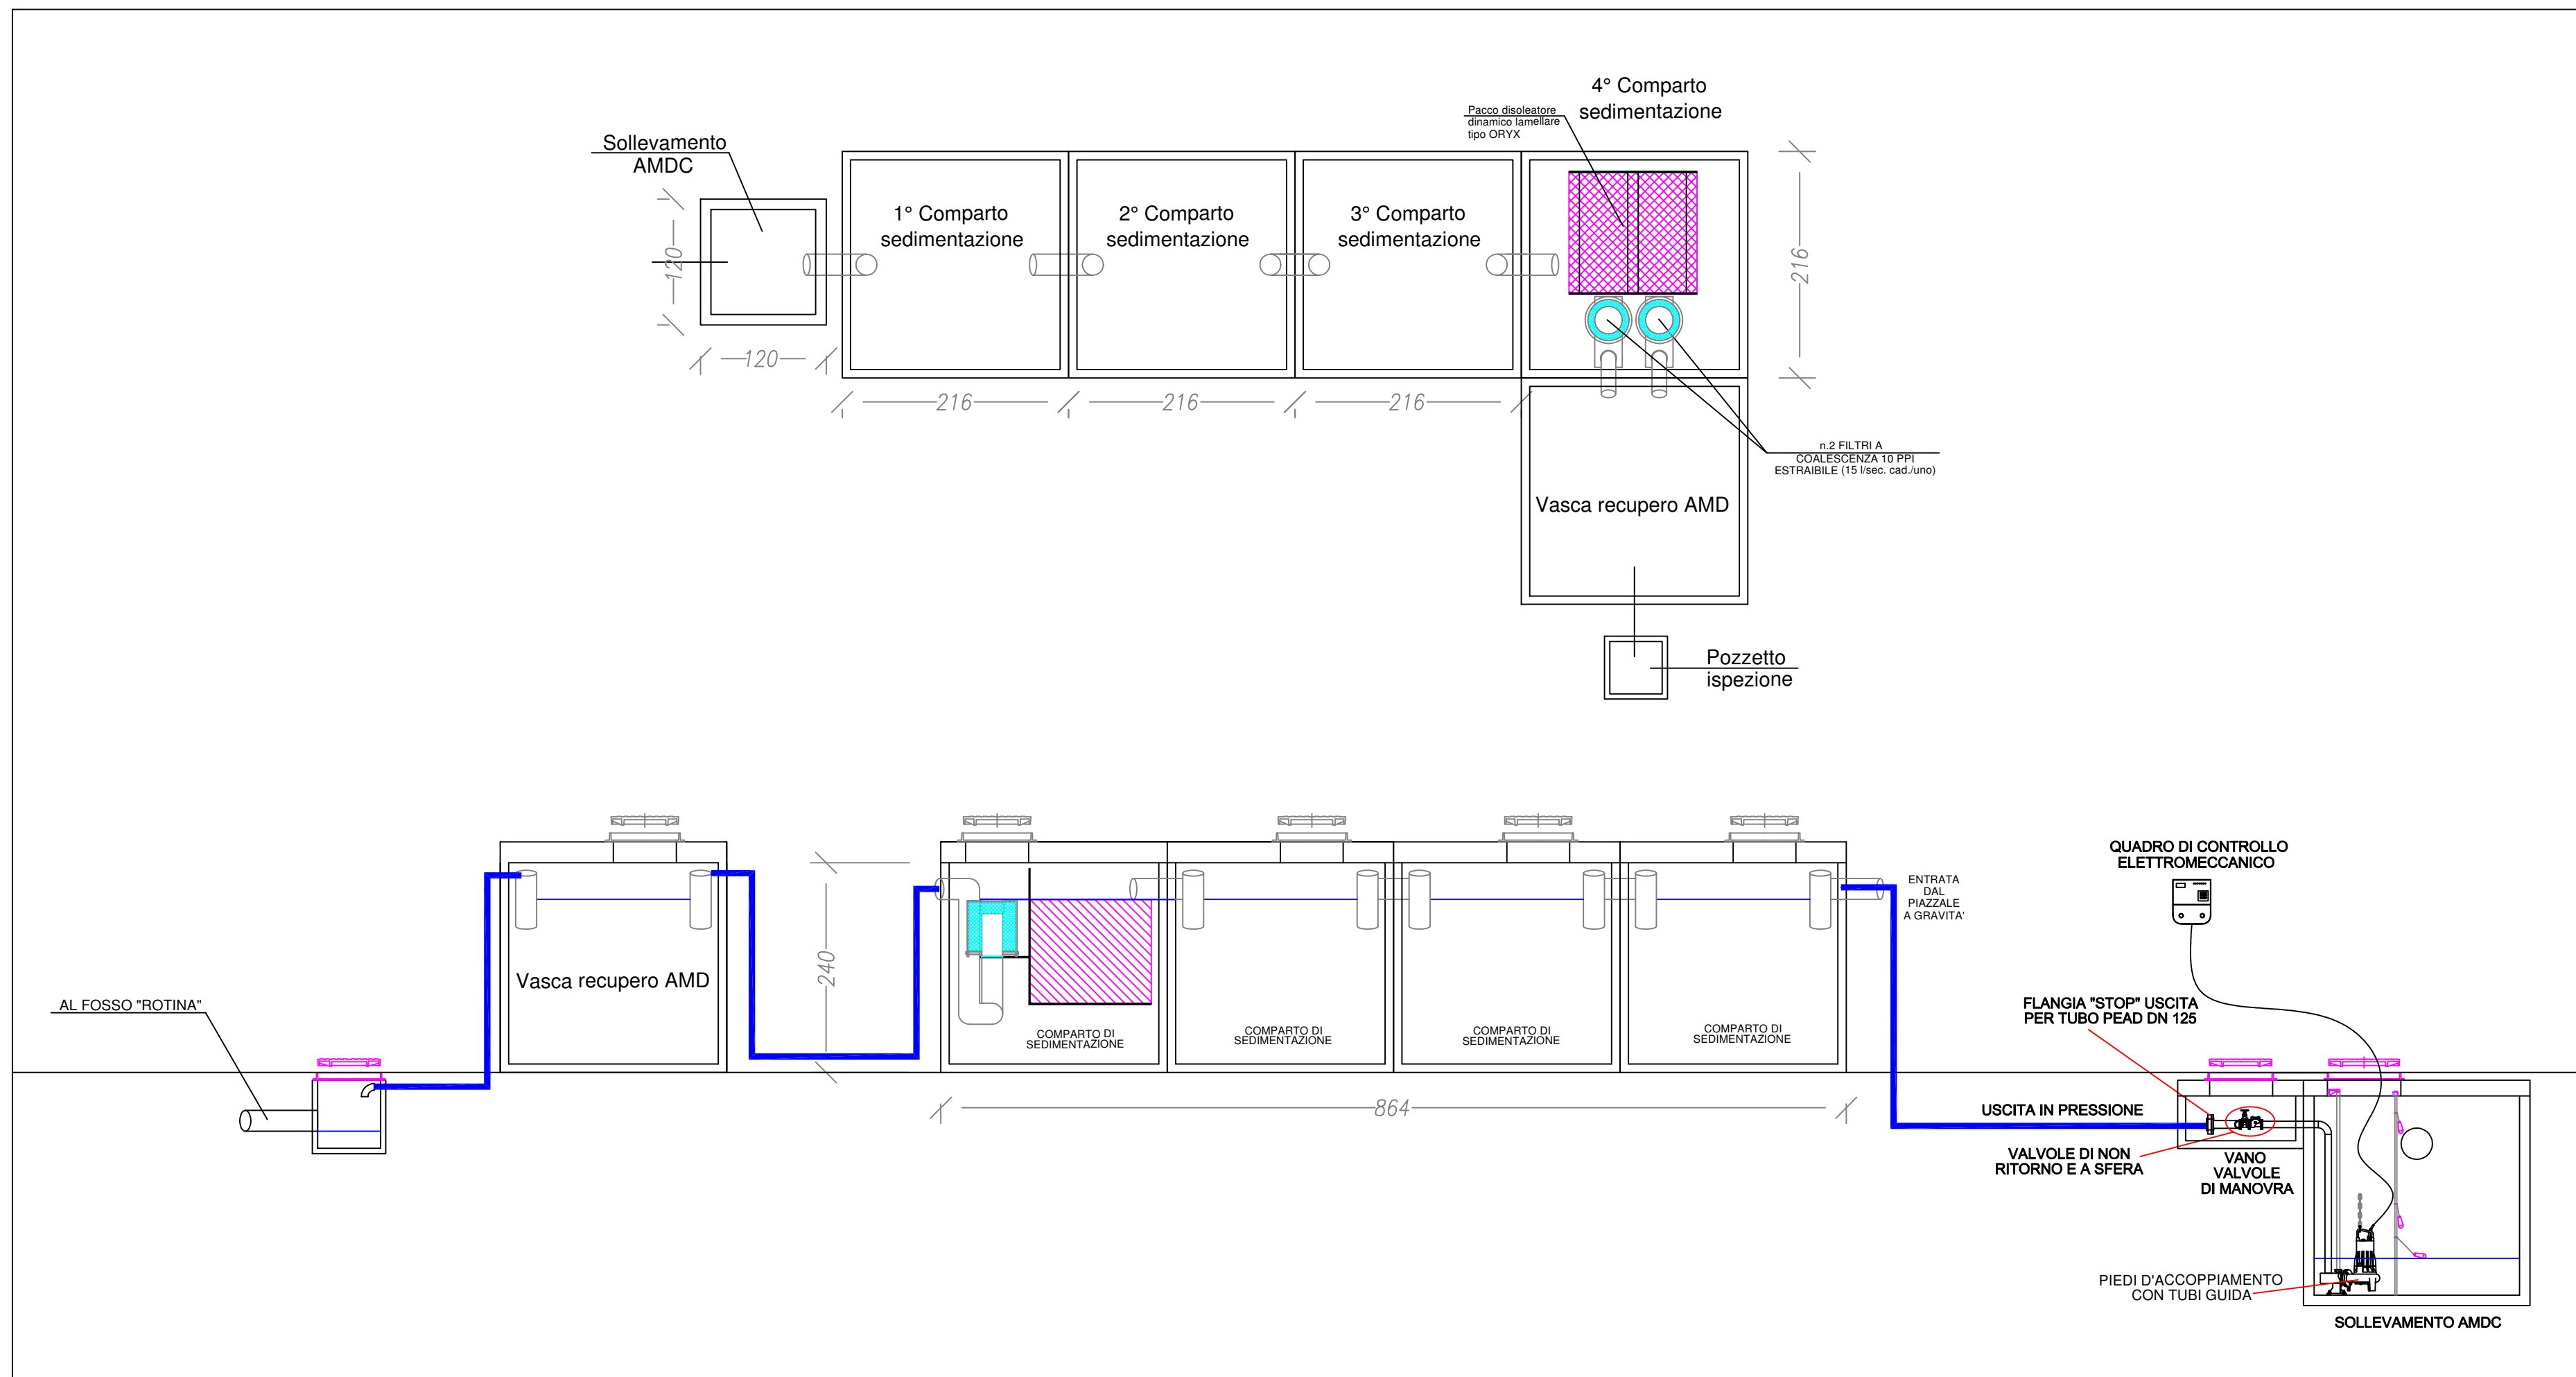 4° Comparto
sedimentazione
Pacco disoleatore
dinamico lamellare
tipo ORYX
Sollevamento
AMDC
1° Comparto
sedimentazione
2° Comparto
sedimentazione
3° Comparto
sedimentazione
120
120
216
216
216
216
n.2 FILTRI A
COALESCENZA 10 PPI
ESTRAIBILE (15 l/sec. cad./uno)
Vasca recupero AMD
Pozzetto
ispezione
AL FOSSO "ROTINA"
Vasca recupero AMD
240
COMPARTO DI
SEDIMENTAZIONE
COMPARTO DI
SEDIMENTAZIONE
COMPARTO DI
SEDIMENTAZIONE
COMPARTO DI
SEDIMENTAZIONE
864
ENTRATA
DAL
PIAZZALE
A GRAVITA'
QUADRO DI CONTROLLO
ELETTROMECCANICO
FLANGIA "STOP" USCITA
PER TUBO PEAD DN 125
USCITA IN PRESSIONE
VALVOLE DI NON
RITORNO E A SFERA
VANO
VALVOLE
DI MANOVRA
PIEDI D'ACCOPPIAMENTO
CON TUBI GUIDA
SOLLEVAMENTO AMDC